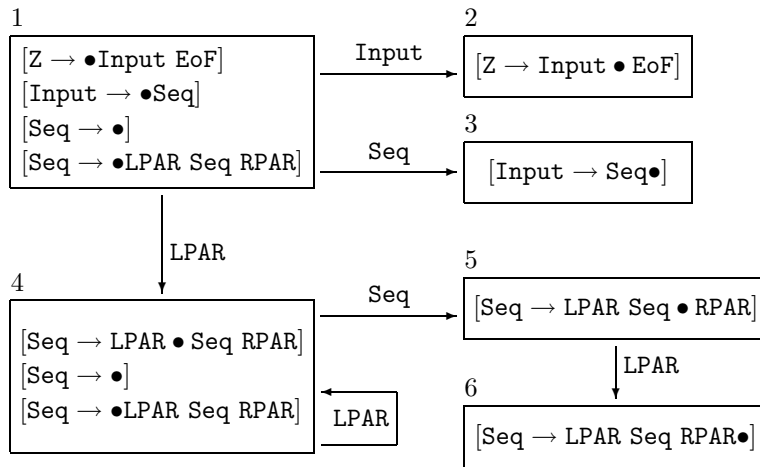 1
[Z → •Input EoF]
[Input → •Seq]
[Seq → •]
[Seq → •LPAR Seq RPAR]
Input
2
[Z → Input • EoF]
Seq
3
[Input → Seq•]
LPAR
4
[Seq → LPAR • Seq RPAR]
[Seq → •]
[Seq → •LPAR Seq RPAR]
LPAR
Seq
5
[Seq → LPAR Seq • RPAR]
LPAR
6
[Seq → LPAR Seq RPAR•]